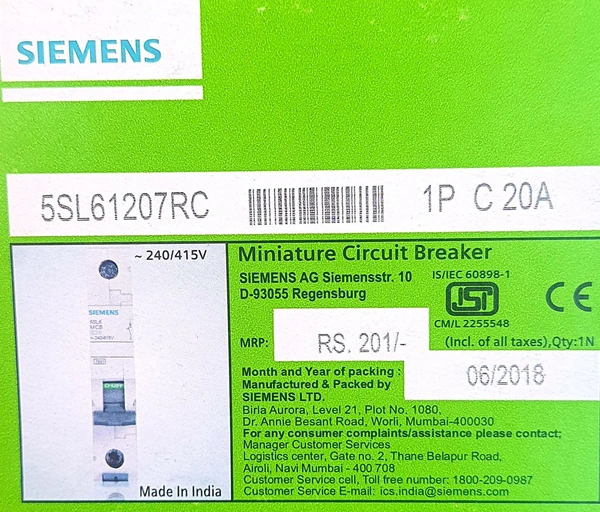 SIEMENS
5SL61207RC 1P C 20A
~ 240/415V
Miniature Circuit Breaker
SIEMENS AG Siemensstr. 10
D-93055 Regensburg
IS/IEC 60898-1
ISI CE
CM/L 2255548
MRP: RS. 201/- (Incl. of all taxes),Qty:1N
Month and Year of packing : 06/2018
Manufactured & Packed by
SIEMENS LTD.
Birla Aurora, Level 21, Plot No. 1080,
Dr. Annie Besant Road, Worli, Mumbai-400030
For any consumer complaints/assistance please contact;
Manager Customer Services
Logistics center, Gate no. 2, Thane Belapur Road,
Airoli, Navi Mumbai - 400 708
Customer Service cell, Toll free number: 1800-209-0987
Customer Service E-mail: ics.india@siemens.com
SIEMENS
MCB
Made In India